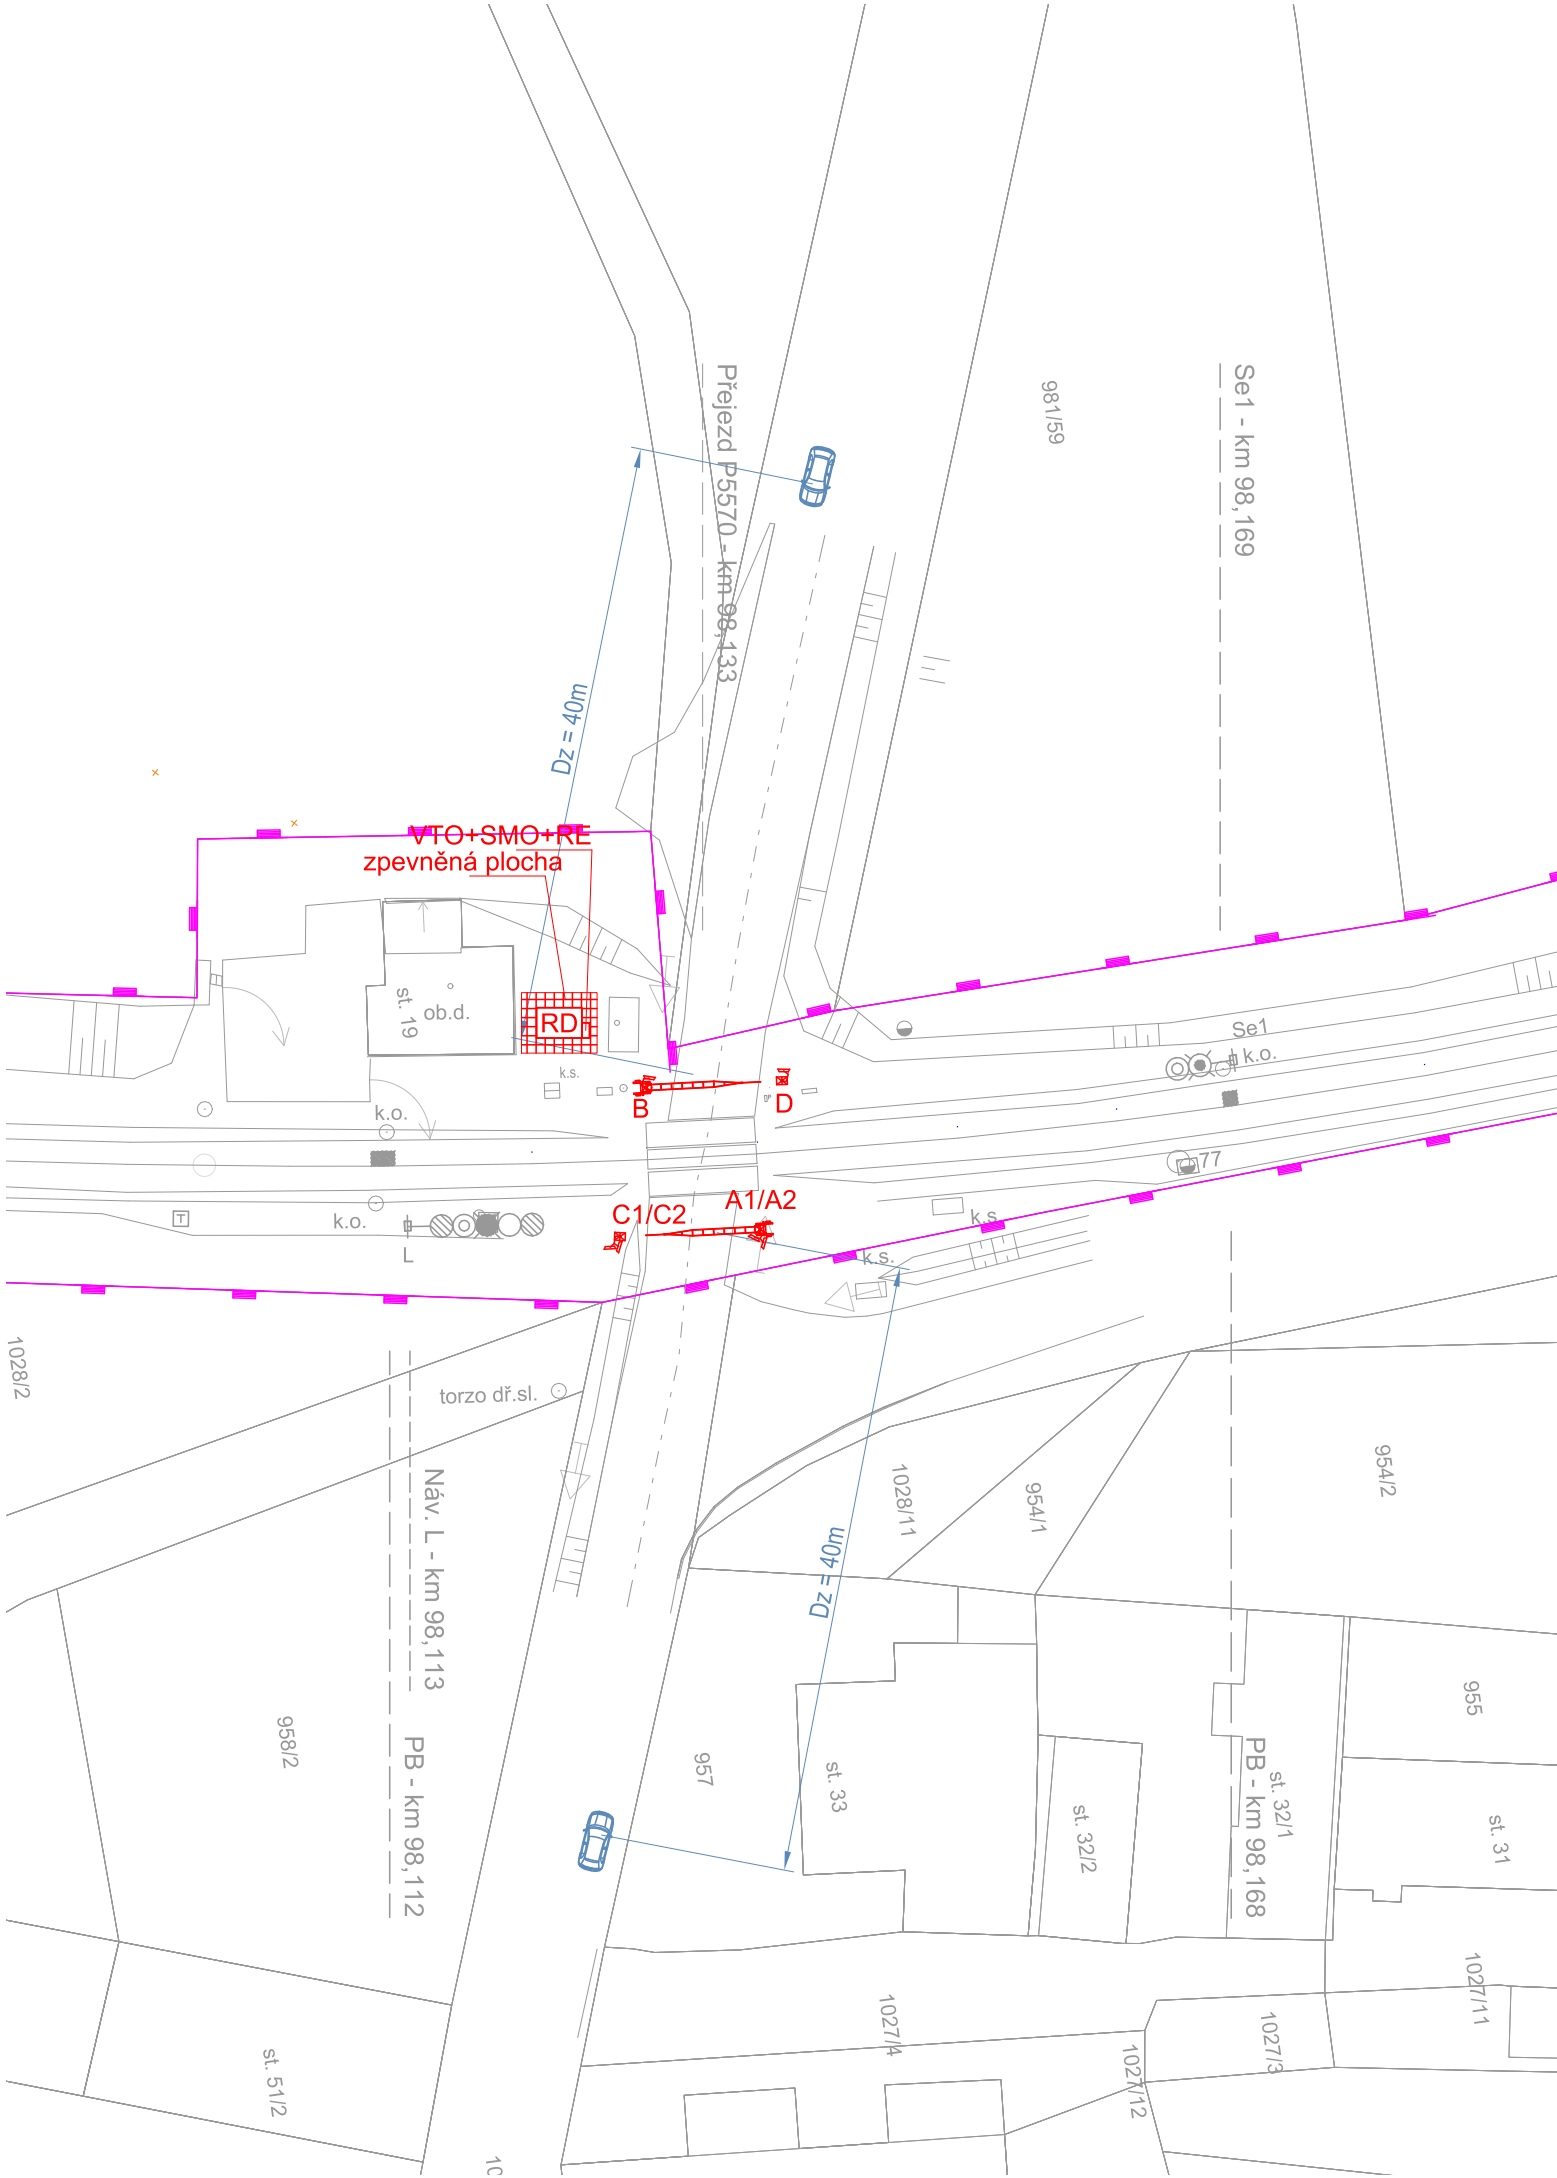 Přejezd P5570 - km 98,133
981/59
Se1 - km 98,169
Dz = 40m
VTO+SMO+RE
zpevněná plocha
st. 19
ob.d.
RD
k.s.
B
D
Se1
k.o.
k.o.
77
T
k.o.
L
C1/C2
A1/A2
k.s.
k.s.
1028/2
torzo dř.sl.
Náv. L - km 98,113
PB - km 98,112
1028/11
954/1
954/2
Dz = 40m
958/2
957
st. 33
st. 32/2
st. 32/1
PB - km 98,168
955
st. 31
1027/4
1027/12
1027/3
1027/11
st. 51/2
10